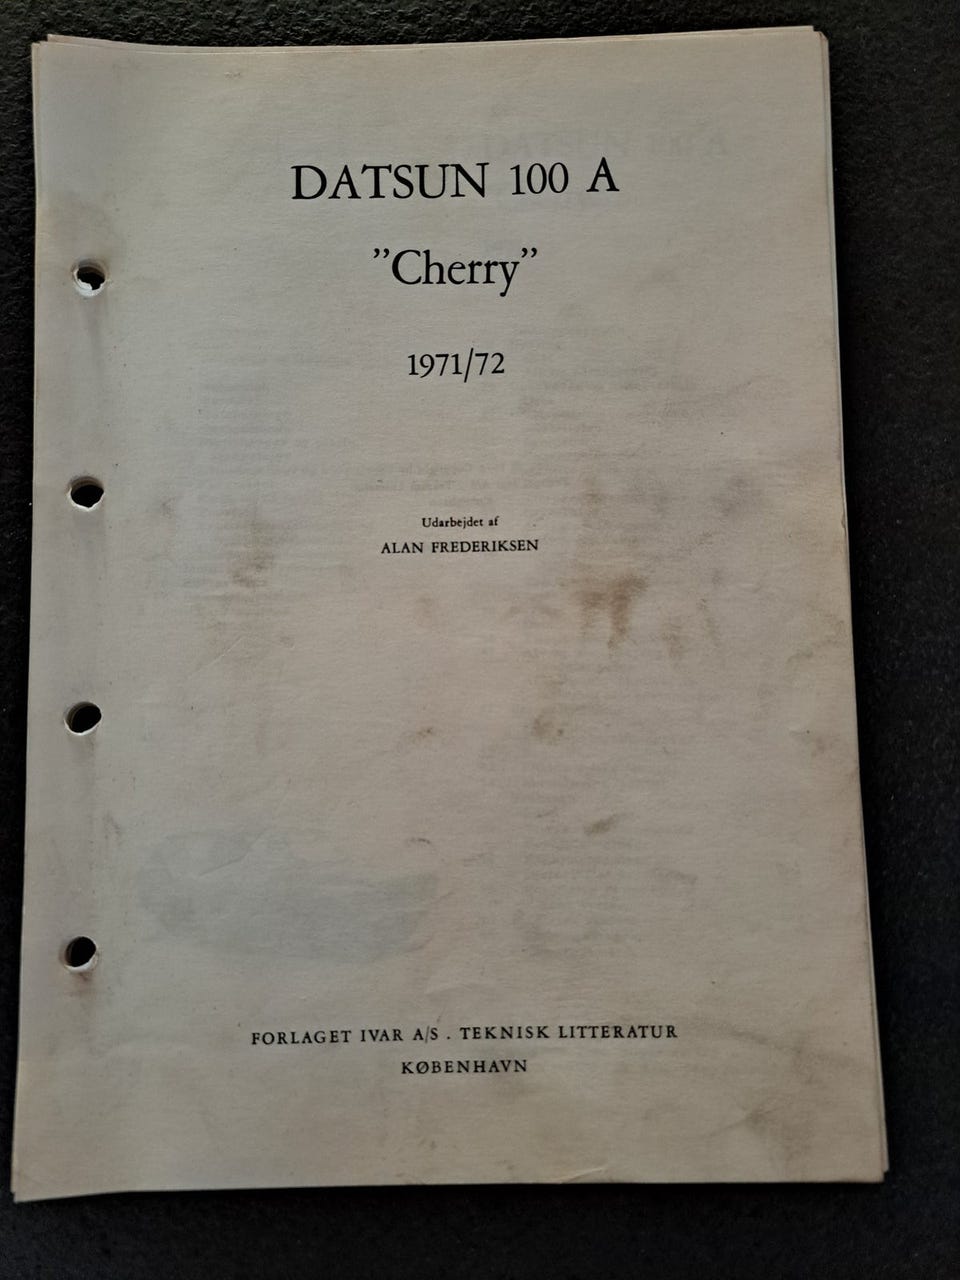 DATSUN 100 A
”Cherry”
1971/72
Udarbejdet af
ALAN FREDERIKSEN
FORLAGET IVAR A/S . TEKNISK LITTERATUR
KØBENHAVN